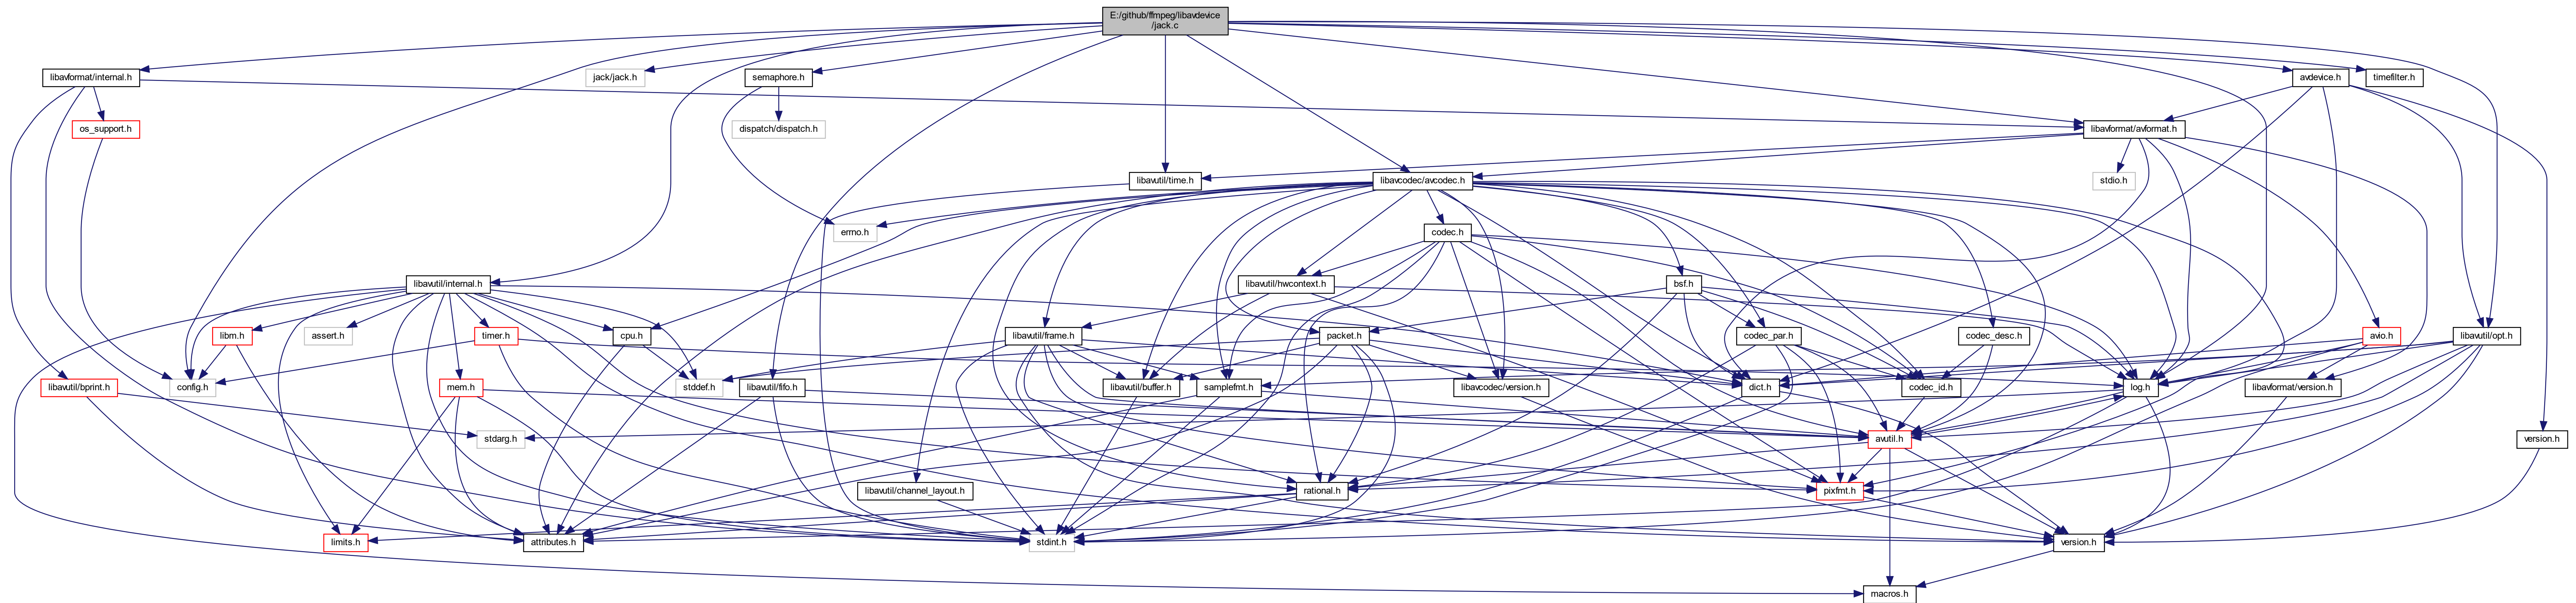 E:/github/ffmpeg/libavdevice
/jack.c
libavformat/internal.h
jack/jack.h
semaphore.h
avdevice.h
timefilter.h
os_support.h
dispatch/dispatch.h
libavformat/avformat.h
libavutil/time.h
libavcodec/avcodec.h
stdio.h
errno.h
codec.h
libavutil/internal.h
libavutil/hwcontext.h
bsf.h
libm.h
assert.h
timer.h
cpu.h
libavutil/frame.h
packet.h
codec_par.h
codec_desc.h
avio.h
libavutil/opt.h
libavutil/bprint.h
config.h
mem.h
stddef.h
libavutil/fifo.h
libavutil/buffer.h
samplefmt.h
libavcodec/version.h
dict.h
codec_id.h
log.h
libavformat/version.h
stdarg.h
avutil.h
version.h
libavutil/channel_layout.h
rational.h
pixfmt.h
limits.h
attributes.h
stdint.h
version.h
macros.h